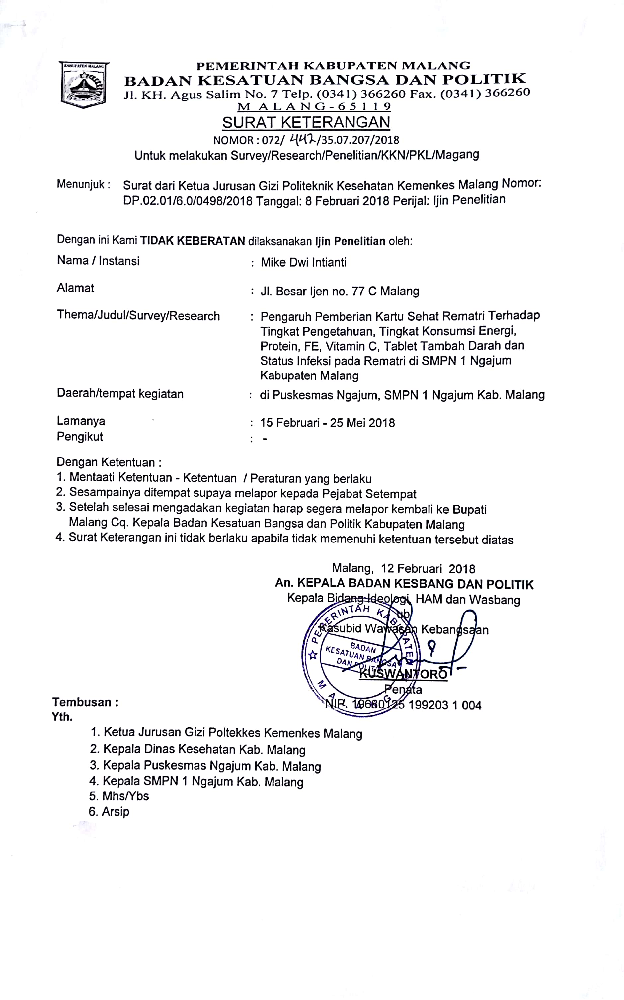 KABUPATEN MALANG
PEMERINTAH KABUPATEN MALANG
BADAN KESATUAN BANGSA DAN POLITIK
Jl. KH. Agus Salim No. 7 Telp. (0341) 366260 Fax. (0341) 366260
M A L A N G - 6 5 1 1 9
SURAT KETERANGAN
NOMOR : 072/ 442/35.07.207/2018
Untuk melakukan Survey/Research/Penelitian/KKN/PKL/Magang
Menunjuk : Surat dari Ketua Jurusan Gizi Politeknik Kesehatan Kemenkes Malang Nomor:
DP.02.01/6.0/0498/2018 Tanggal: 8 Februari 2018 Perijal: Ijin Penelitian
Dengan ini Kami TIDAK KEBERATAN dilaksanakan Ijin Penelitian oleh:
Nama / Instansi : Mike Dwi Intianti
Alamat : Jl. Besar Ijen no. 77 C Malang
Thema/Judul/Survey/Research : Pengaruh Pemberian Kartu Sehat Rematri Terhadap
Tingkat Pengetahuan, Tingkat Konsumsi Energi,
Protein, FE, Vitamin C, Tablet Tambah Darah dan
Status Infeksi pada Rematri di SMPN 1 Ngajum
Kabupaten Malang
Daerah/tempat kegiatan : di Puskesmas Ngajum, SMPN 1 Ngajum Kab. Malang
Lamanya : 15 Februari - 25 Mei 2018
Pengikut : -
Dengan Ketentuan :
1. Mentaati Ketentuan - Ketentuan / Peraturan yang berlaku
2. Sesampainya ditempat supaya melapor kepada Pejabat Setempat
3. Setelah selesai mengadakan kegiatan harap segera melapor kembali ke Bupati
Malang Cq. Kepala Badan Kesatuan Bangsa dan Politik Kabupaten Malang
4. Surat Keterangan ini tidak berlaku apabila tidak memenuhi ketentuan tersebut diatas
Malang, 12 Februari 2018
An. KEPALA BADAN KESBANG DAN POLITIK
Kepala Bidang Ideologi, HAM dan Wasbang
ub
Kasubid Wawasan Kebangsaan
PEMERINTAH KABUPATEN
BADAN
KESATUAN BANGSA
DAN POLITIK
MALANG
KUSWANTORO
Penata
NIP. 19680125 199203 1 004
Tembusan :
Yth.
1. Ketua Jurusan Gizi Poltekkes Kemenkes Malang
2. Kepala Dinas Kesehatan Kab. Malang
3. Kepala Puskesmas Ngajum Kab. Malang
4. Kepala SMPN 1 Ngajum Kab. Malang
5. Mhs/Ybs
6. Arsip